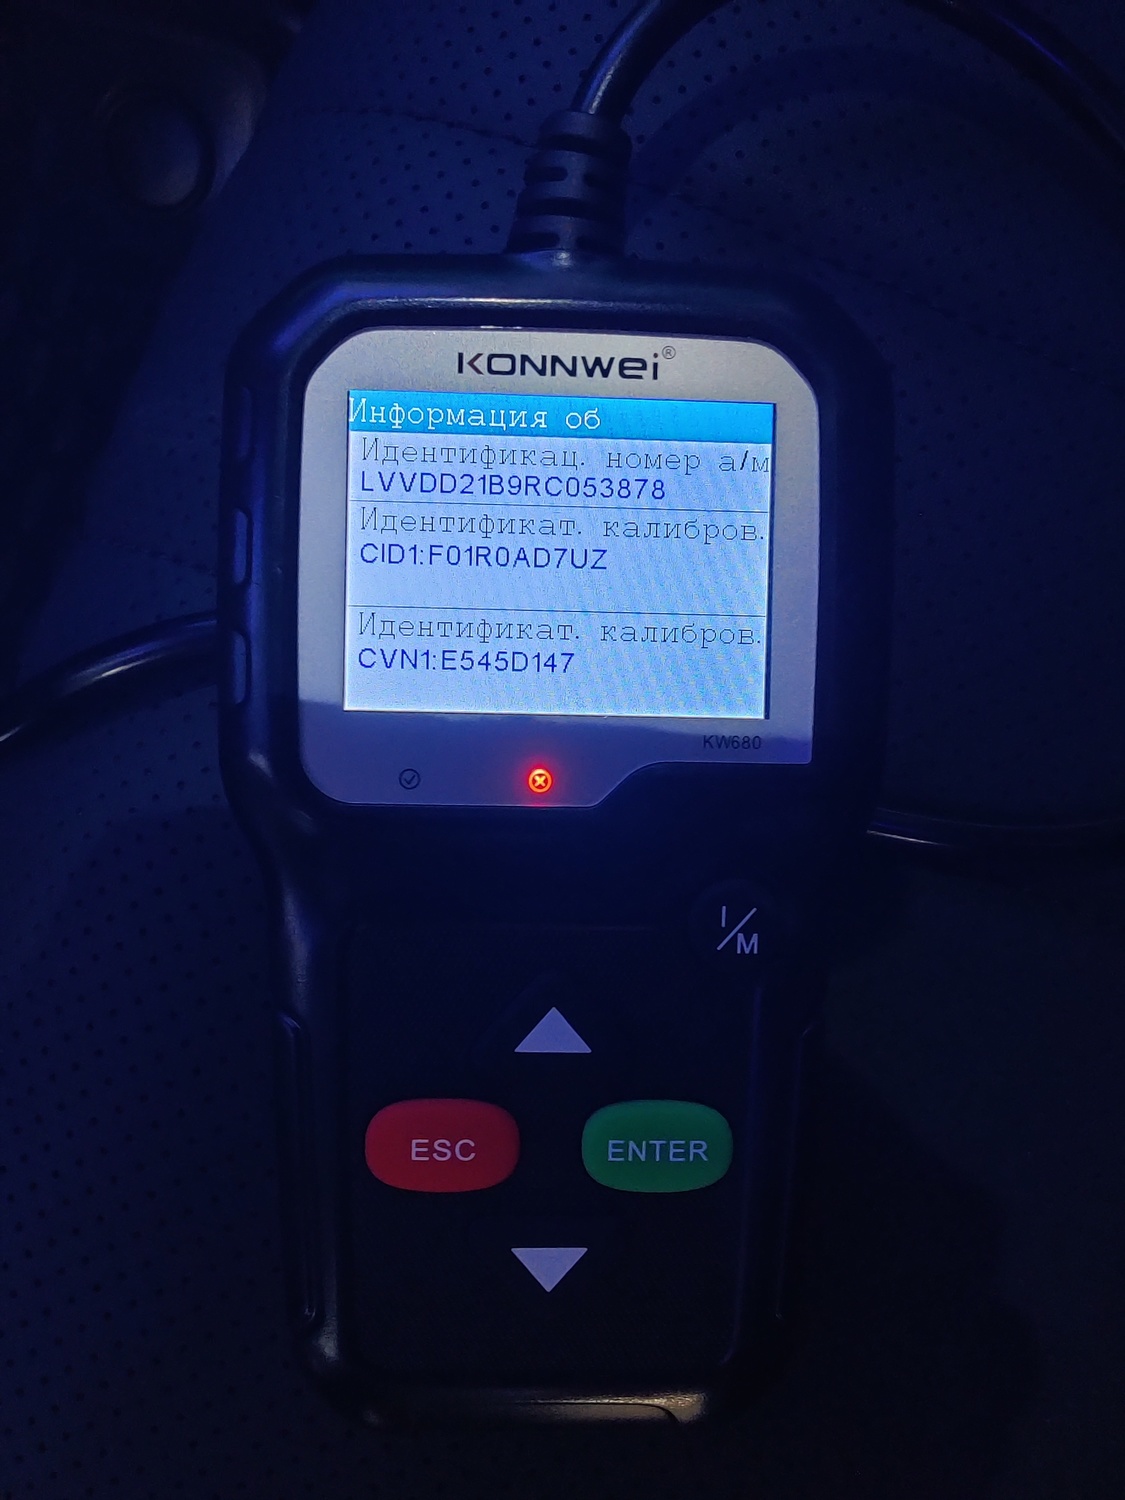 KONNWEI®
Информация об
Идентификац. номер а/м
LVVDD21B9RC053878
Идентификат. калибров.
CID1:F01R0AD7UZ
Идентификат. калибров.
CVN1:E545D147
KW680
I/M
ESC
ENTER